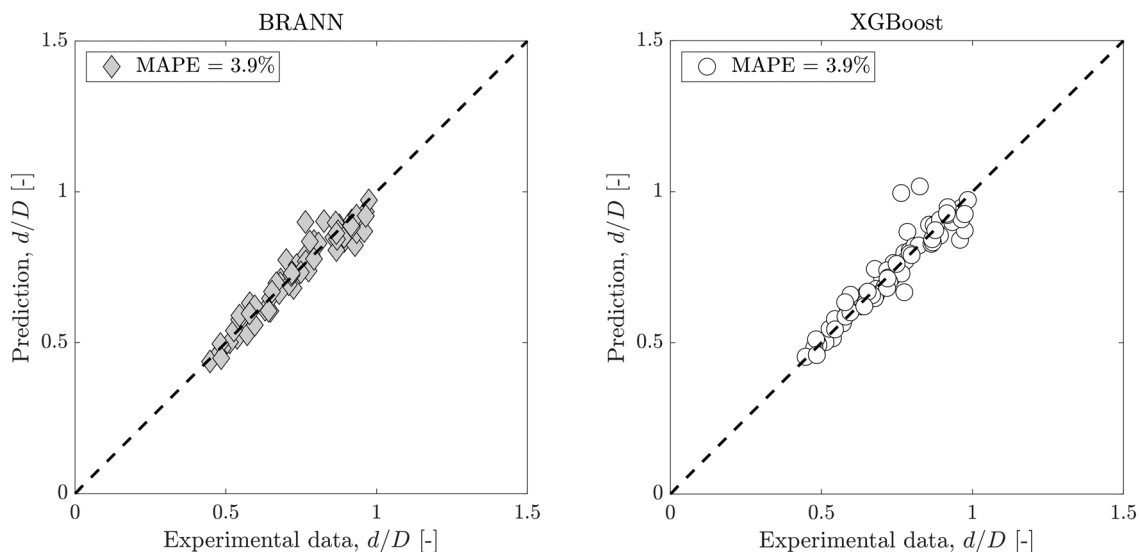 BRANN
1.5
MAPE = 3.9%
1
0.5
0
0
0.5
1
1.5
Prediction, d/D [-]
Experimental data, d/D [-]
XGBoost
1.5
MAPE = 3.9%
1
0.5
0
0
0.5
1
1.5
Prediction, d/D [-]
Experimental data, d/D [-]